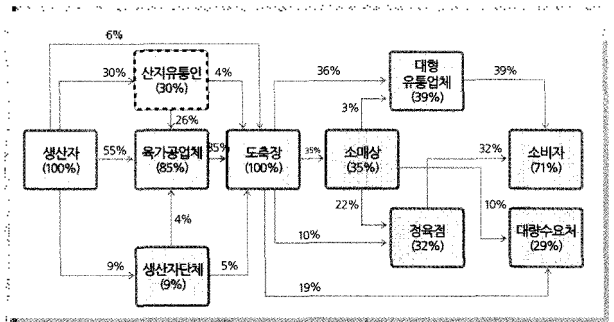 6%
30%
산지유통인
(30%)
4%
36%
대형
유통업체
(39%)
39%
26%
3%
생산자
(100%)
55%
육가공업체
(85%)
85%
도축장
(100%)
35%
소매상
(35%)
32%
소비자
(71%)
4%
22%
10%
10%
정육점
(32%)
대량수요처
(29%)
9%
생산자단체
(9%)
5%
19%